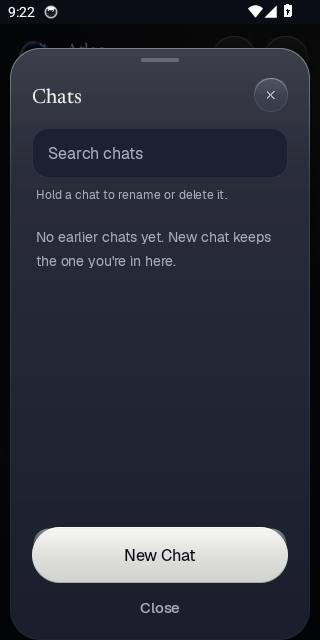 9:22
Chats
Search chats
Hold a chat to rename or delete it.
No earlier chats yet. New chat keeps
the one you're in here.
New Chat
Close